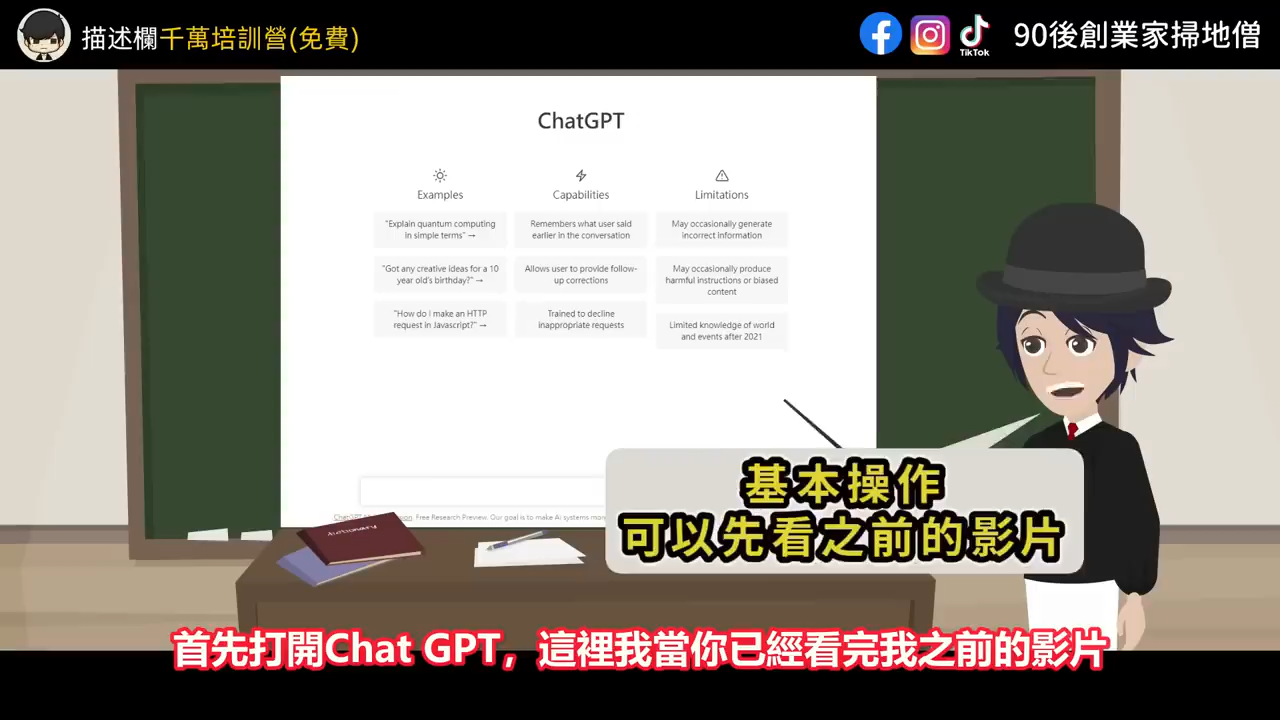 描述欄千萬培訓營(免費)
TikTok
90後創業家掃地僧
ChatGPT
Examples
"Explain quantum computing
in simple terms" →
"Got any creative ideas for a 10
year old's birthday?" →
"How do I make an HTTP
request in Javascript?" →
Capabilities
Remembers what user said
earlier in the conversation
Allows user to provide follow-
up corrections
Trained to decline
inappropriate requests
Limitations
May occasionally generate
incorrect information
May occasionally produce
harmful instructions or biased
content
Limited knowledge of world
and events after 2021
Free Research Preview. Our goal is to make AI systems more
Dictionary
基本操作
可以先看之前的影片
首先打開Chat GPT，這裡我當你已經看完我之前的影片